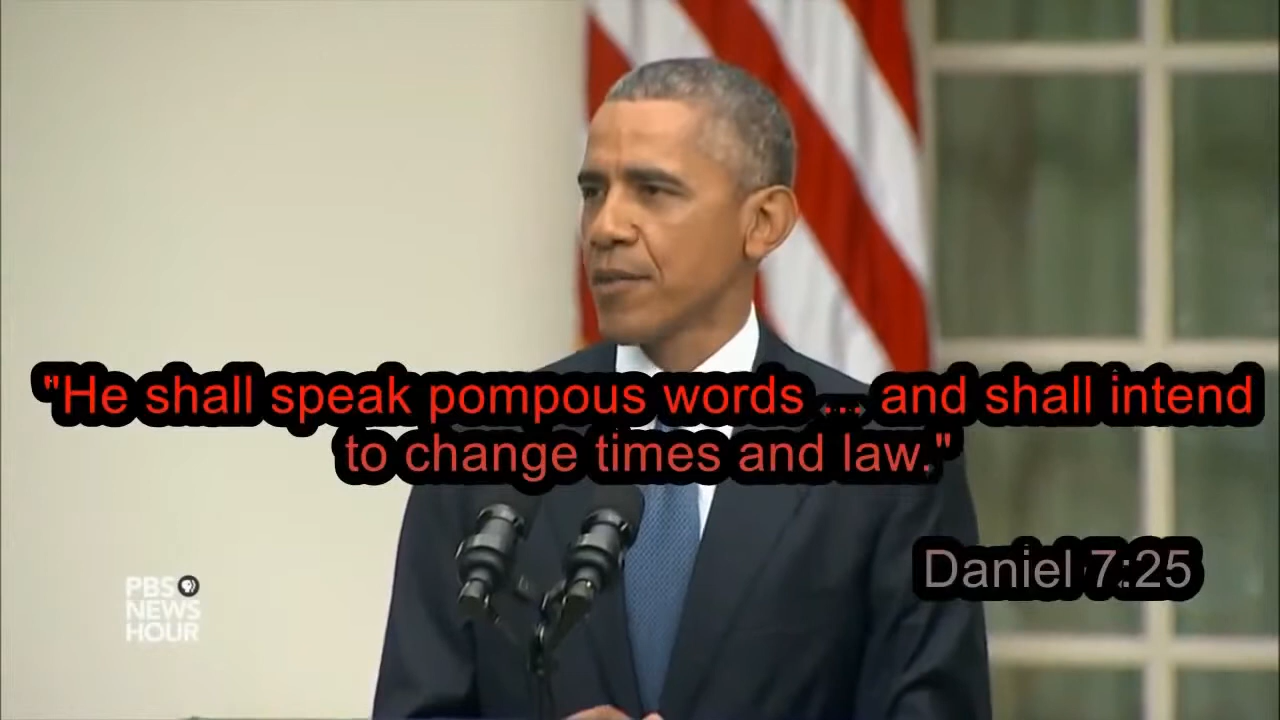 "He shall speak pompous words .... and shall intend
to change times and law."
Daniel 7:25
PBS
NEWS
HOUR